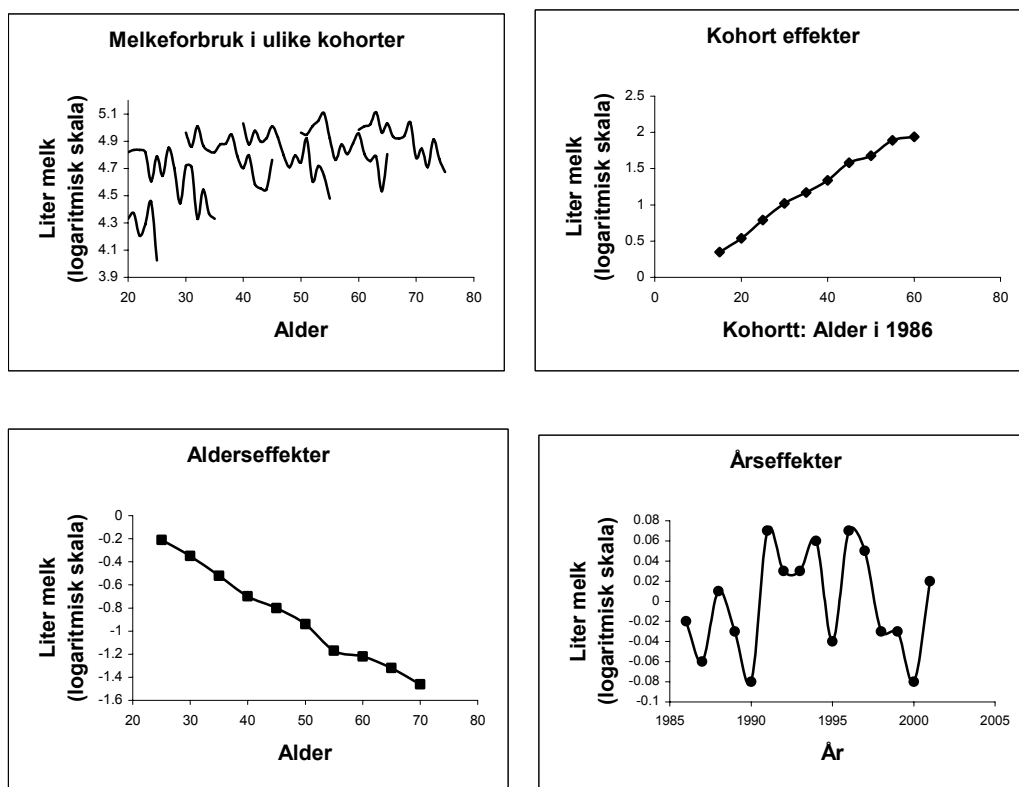 Melkeforbruk i ulike kohorter
Liter melk
(logaritmisk skala)
5.1
4.9
4.7
4.5
4.3
4.1
3.9
20 30 40 50 60 70 80
Alder
Kohort effekter
Liter melk
(logaritmisk skala)
2.5
2
1.5
1
0.5
0
0 20 40 60 80
Kohortt: Alder i 1986
Alderseffekter
Liter melk
(logaritmisk skala)
0
-0.2
-0.4
-0.6
-0.8
-1
-1.2
-1.4
-1.6
20 30 40 50 60 70 80
Alder
Årseffekter
Liter melk
(logaritmisk skala)
0.08
0.06
0.04
0.02
0
-0.02
-0.04
-0.06
-0.08
-0.1
1985 1990 1995 2000 2005
År